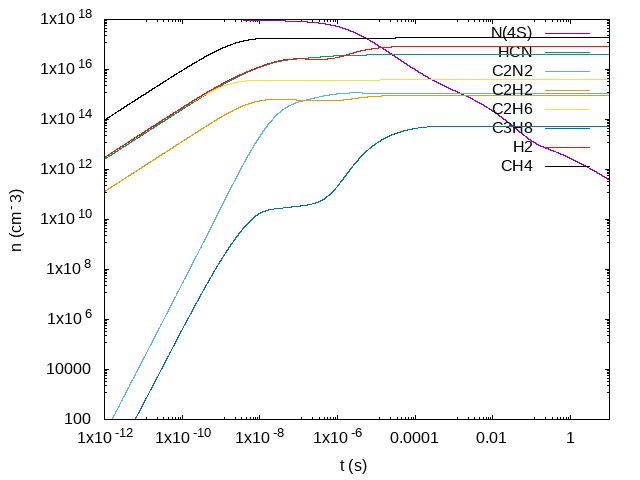 1x10^18
1x10^16
1x10^14
1x10^12
1x10^10
1x10^8
1x10^6
10000
100
n (cm^-3)
N(4S)
HCN
C2N2
C2H2
C2H6
C3H8
H2
CH4
1x10^-12
1x10^-10
1x10^-8
1x10^-6
0.0001
0.01
1
t (s)